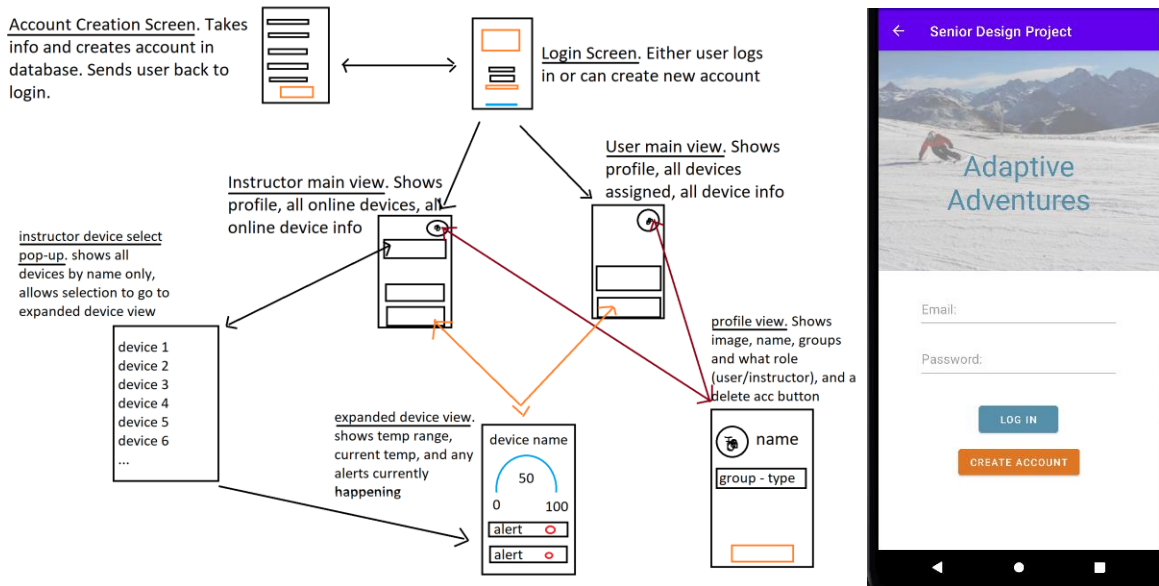 Account Creation Screen. Takes
info and creates account in
database. Sends user back to
login.
Login Screen. Either user logs
in or can create new account
Instructor main view. Shows
profile, all online devices, all
online device info
User main view. Shows
profile, all devices
assigned, all device info
instructor device select
pop-up. shows all
devices by name only,
allows selection to go to
expanded device view
device 1
device 2
device 3
device 4
device 5
device 6
...
expanded device view.
shows temp range,
current temp, and any
alerts currently
happening
device name
50
0 100
alert
alert
profile view. Shows
image, name, groups
and what role
(user/instructor), and a
delete acc button
name
group - type
Senior Design Project
Adaptive
Adventures
Email:
Password:
LOG IN
CREATE ACCOUNT